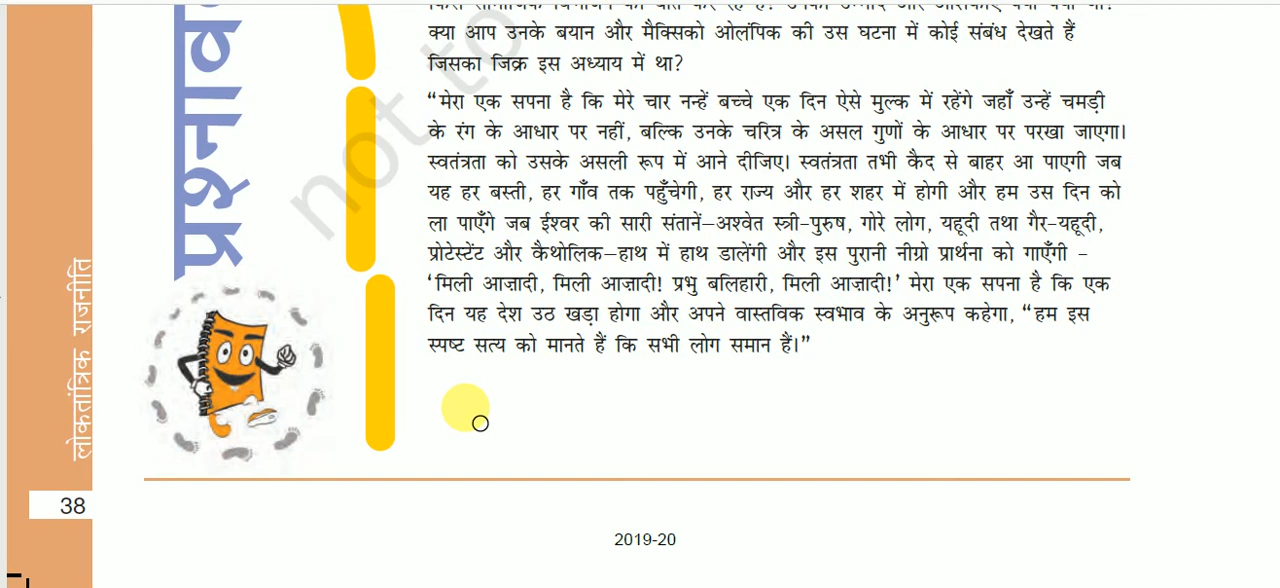 क्या आप उनके बयान और मैक्सिको ओलंपिक की उस घटना में कोई संबंध देखते हैं
जिसका जिक्र इस अध्याय में था?
“मेरा एक सपना है कि मेरे चार नन्हें बच्चे एक दिन ऐसे मुल्क में रहेंगे जहाँ उन्हें चमड़ी
के रंग के आधार पर नहीं, बल्कि उनके चरित्र के असल गुणों के आधार पर परखा जाएगा।
स्वतंत्रता को उसके असली रूप में आने दीजिए। स्वतंत्रता तभी कैद से बाहर आ पाएगी जब
यह हर बस्ती, हर गाँव तक पहुँचेगी, हर राज्य और हर शहर में होगी और हम उस दिन को
ला पाएँगे जब ईश्वर की सारी संतानें–अश्वेत स्त्री-पुरुष, गोरे लोग, यहूदी तथा गैर-यहूदी,
प्रोटेस्टेंट और कैथोलिक–हाथ में हाथ डालेंगी और इस पुरानी नीग्रो प्रार्थना को गाएँगी -
‘मिली आजादी, मिली आजादी! प्रभु बलिहारी, मिली आजादी!’ मेरा एक सपना है कि एक
दिन यह देश उठ खड़ा होगा और अपने वास्तविक स्वभाव के अनुरूप कहेगा, “हम इस
स्पष्ट सत्य को मानते हैं कि सभी लोग समान हैं।”
प्रश्नाव
not to
लोकतांत्रिक राजनीति
38
2019-20